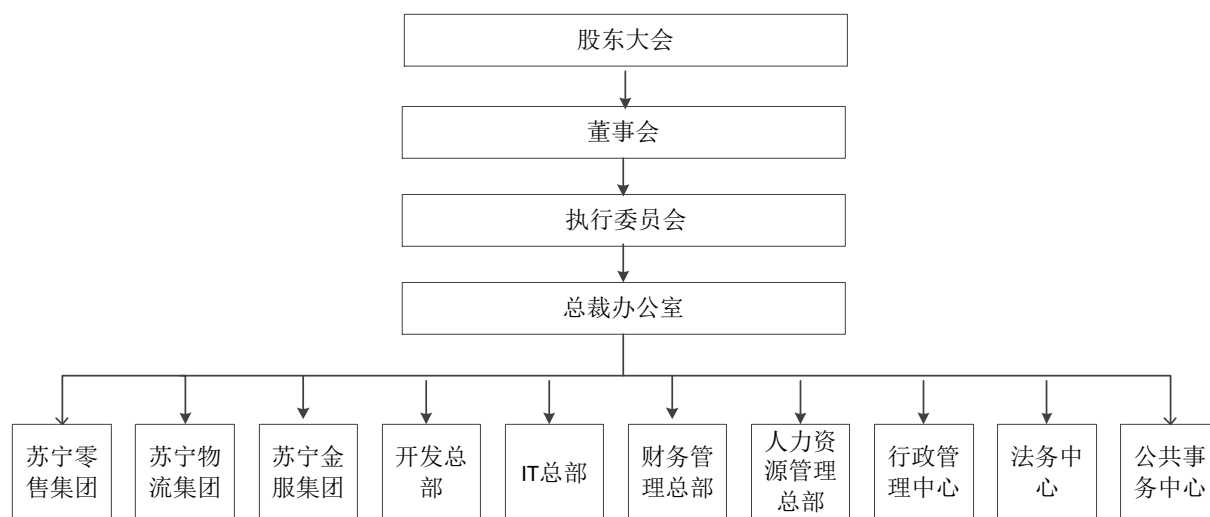 股东大会
董事会
执行委员会
总裁办公室
苏宁零
售集团
苏宁物
流集团
苏宁金
服集团
开发总
部
IT总部
财务管
理总部
人力资
源管理
总部
行政管
理中心
法务中
心
公共事
务中心